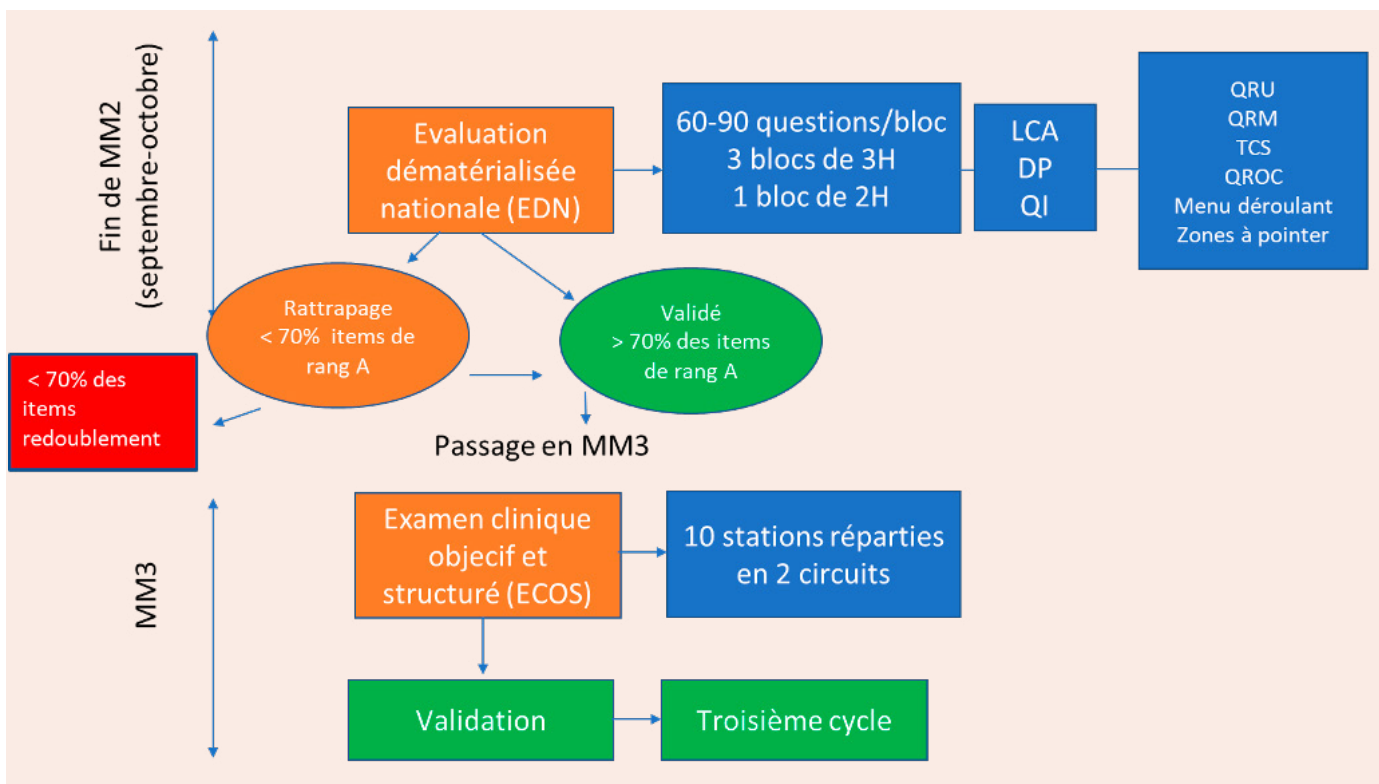 Fin de MM2
(septembre-octobre)
Evaluation
dématérialisée
nationale (EDN)
60-90 questions/bloc
3 blocs de 3H
1 bloc de 2H
LCA
DP
QI
QRU
QRM
TCS
QROC
Menu déroulant
Zones à pointer
Rattrapage
< 70% items de
rang A
Validé
> 70% des items
de rang A
< 70% des
items
redoublement
Passage en MM3
MM3
Examen clinique
objecif et
structuré (ECOS)
10 stations réparties
en 2 circuits
Validation
Troisième cycle